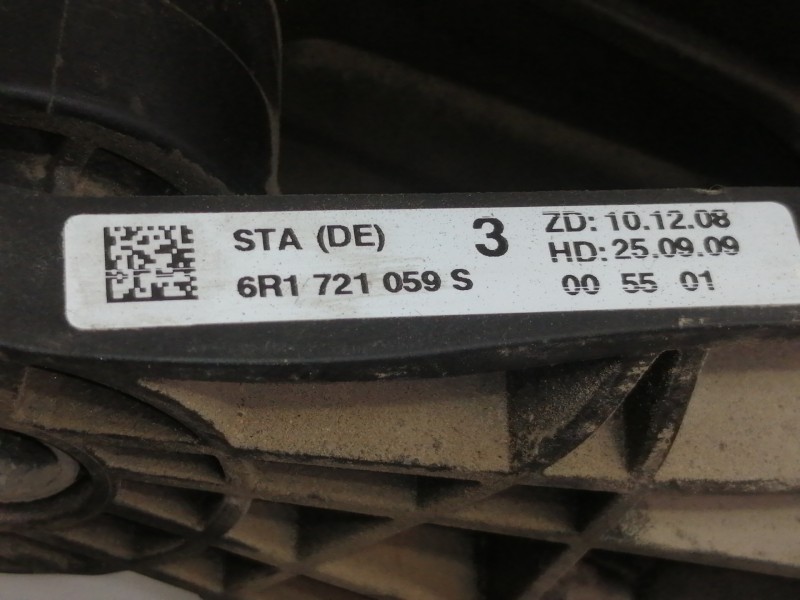 STA (DE) 3 ZD: 10.12.08
HD: 25.09.09
6R1 721 059 S 00 55 01